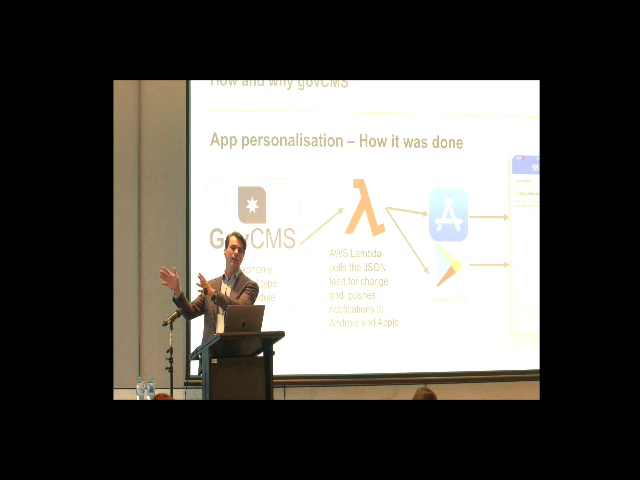 How and why govCMS
App personalisation – How it was done
GovCMS
AWS Lamoda
polls the JSON
feed for change
and pushes
notifications to
Android and Apple